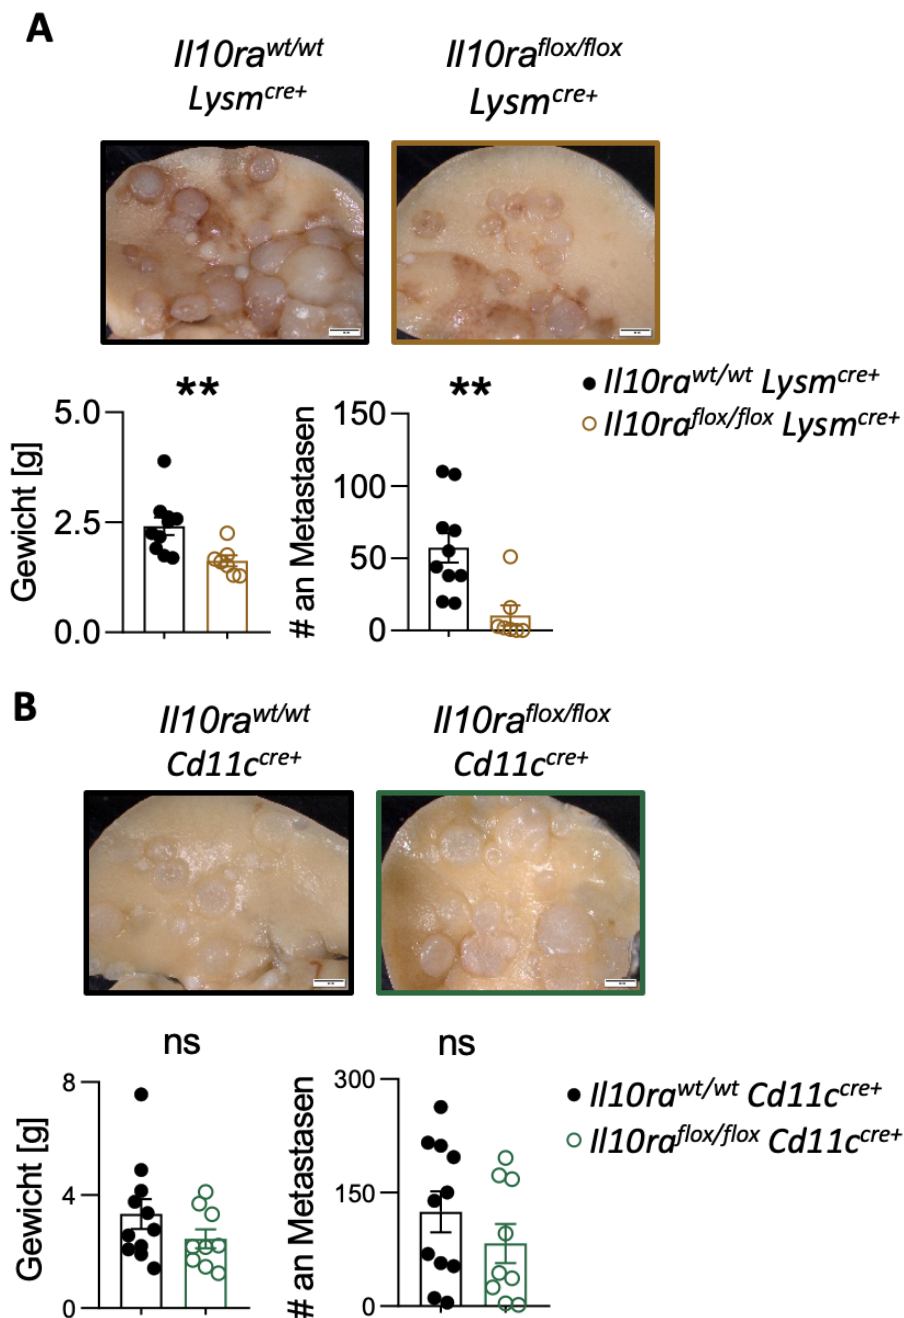 A
Il10ra^wt/wt Il10ra^flox/flox
Lysm^cre+ Lysm^cre+
** **
Il10ra^wt/wt Lysm^cre+
Il10ra^flox/flox Lysm^cre+
Gewicht [g]
5.0
2.5
0.0
# an Metastasen
150
100
50
0
B
Il10ra^wt/wt Il10ra^flox/flox
Cd11c^cre+ Cd11c^cre+
ns ns
Il10ra^wt/wt Cd11c^cre+
Il10ra^flox/flox Cd11c^cre+
Gewicht [g]
8
4
0
# an Metastasen
300
150
0